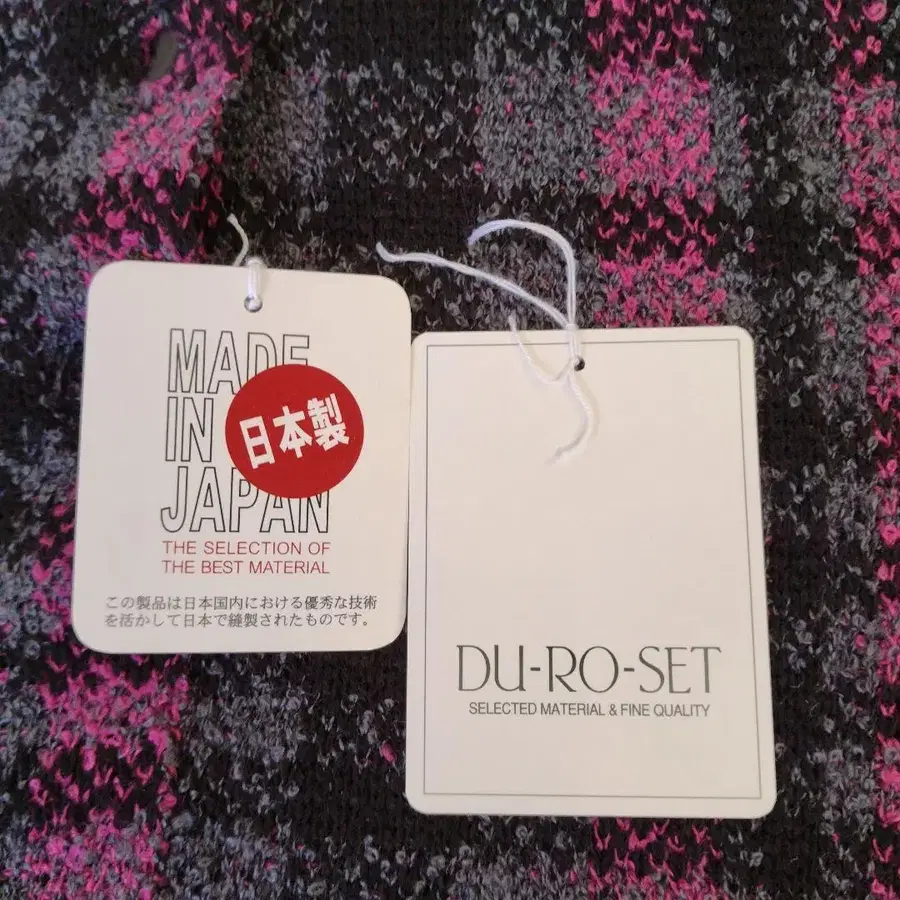 MADE
IN
JAPAN
日本製
THE SELECTION OF
THE BEST MATERIAL
この製品は日本国内における優秀な技術
を活かして日本で縫製されたものです。
DU-RO-SET
SELECTED MATERIAL & FINE QUALITY